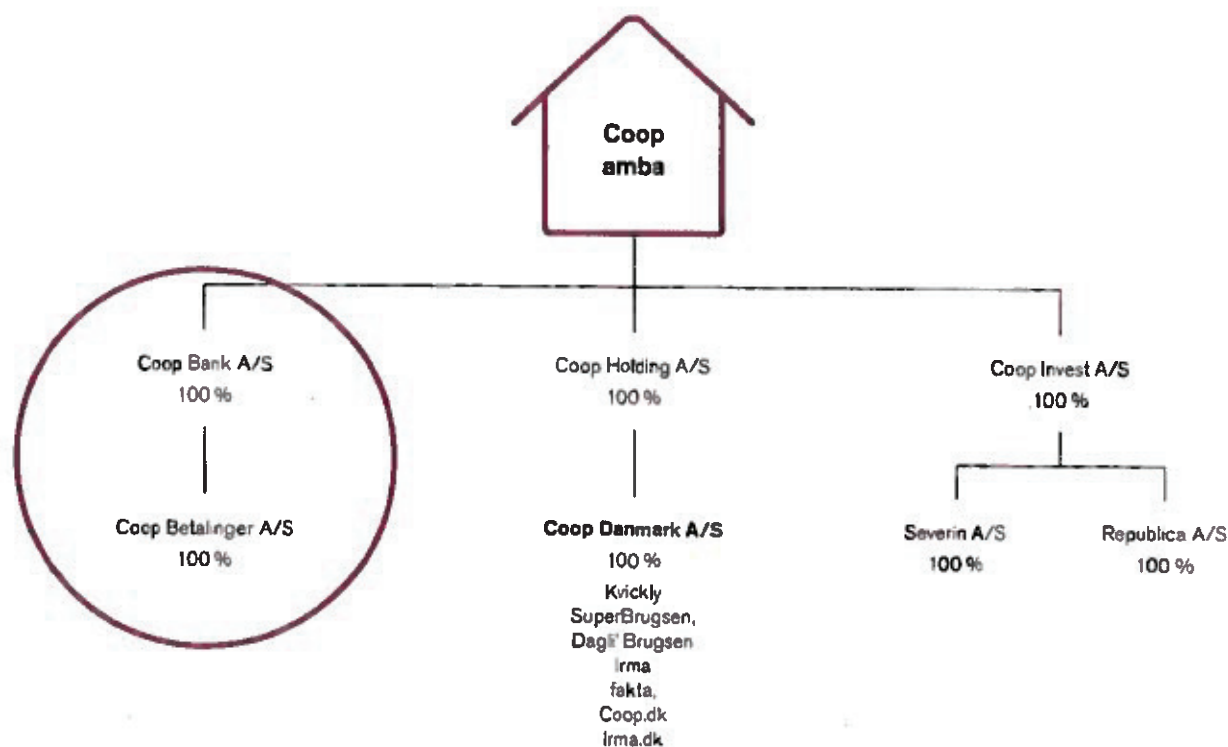 Coop
amba
Coop Bank A/S
100 %
Coop Holding A/S
100 %
Coop Invest A/S
100 %
Coop Betalinger A/S
100 %
Coop Danmark A/S
100 %
Kvickly
SuperBrugsen,
Dagli' Brugsen
Irma
fakta,
Coop.dk
Irma.dk
Severin A/S
100 %
Republica A/S
100 %